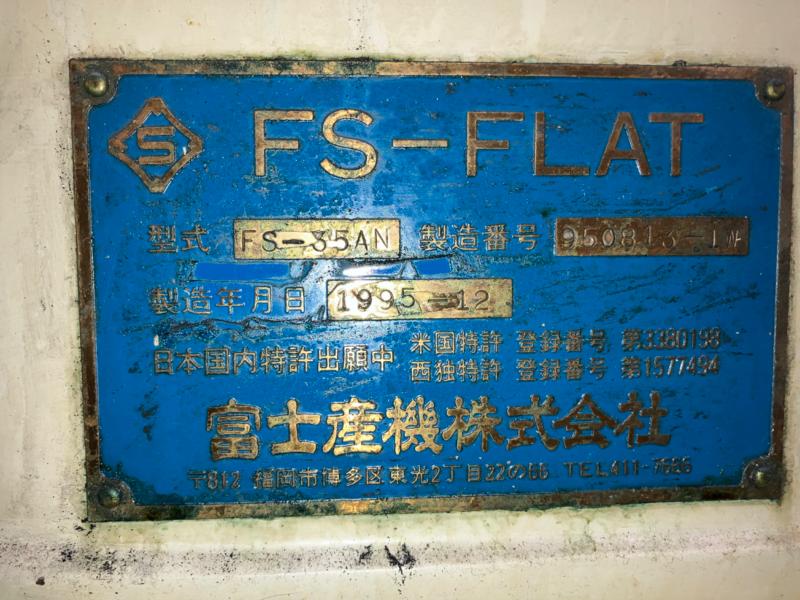 S FS-FLAT
型式 FS-35AN 製造番号 950813-1W
製造年月日 1995-12
日本国内特許出願中
米国特許 登録番号 第3380198
西独特許 登録番号 第1577494
富士産機株式会社
〒812 福岡市博多区東光2丁目22の66 TEL411-7686